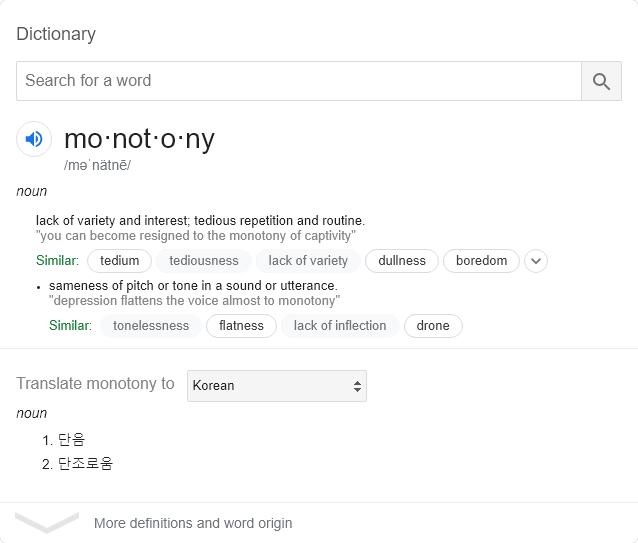 Dictionary
Search for a word
mo·not·o·ny
/məˈnätnē/
noun
lack of variety and interest; tedious repetition and routine.
"you can become resigned to the monotony of captivity"
Similar: tedium tediousness lack of variety dullness boredom
• sameness of pitch or tone in a sound or utterance.
"depression flattens the voice almost to monotony"
Similar: tonelessness flatness lack of inflection drone
Translate monotony to Korean
noun
1. 단음
2. 단조로움
More definitions and word origin